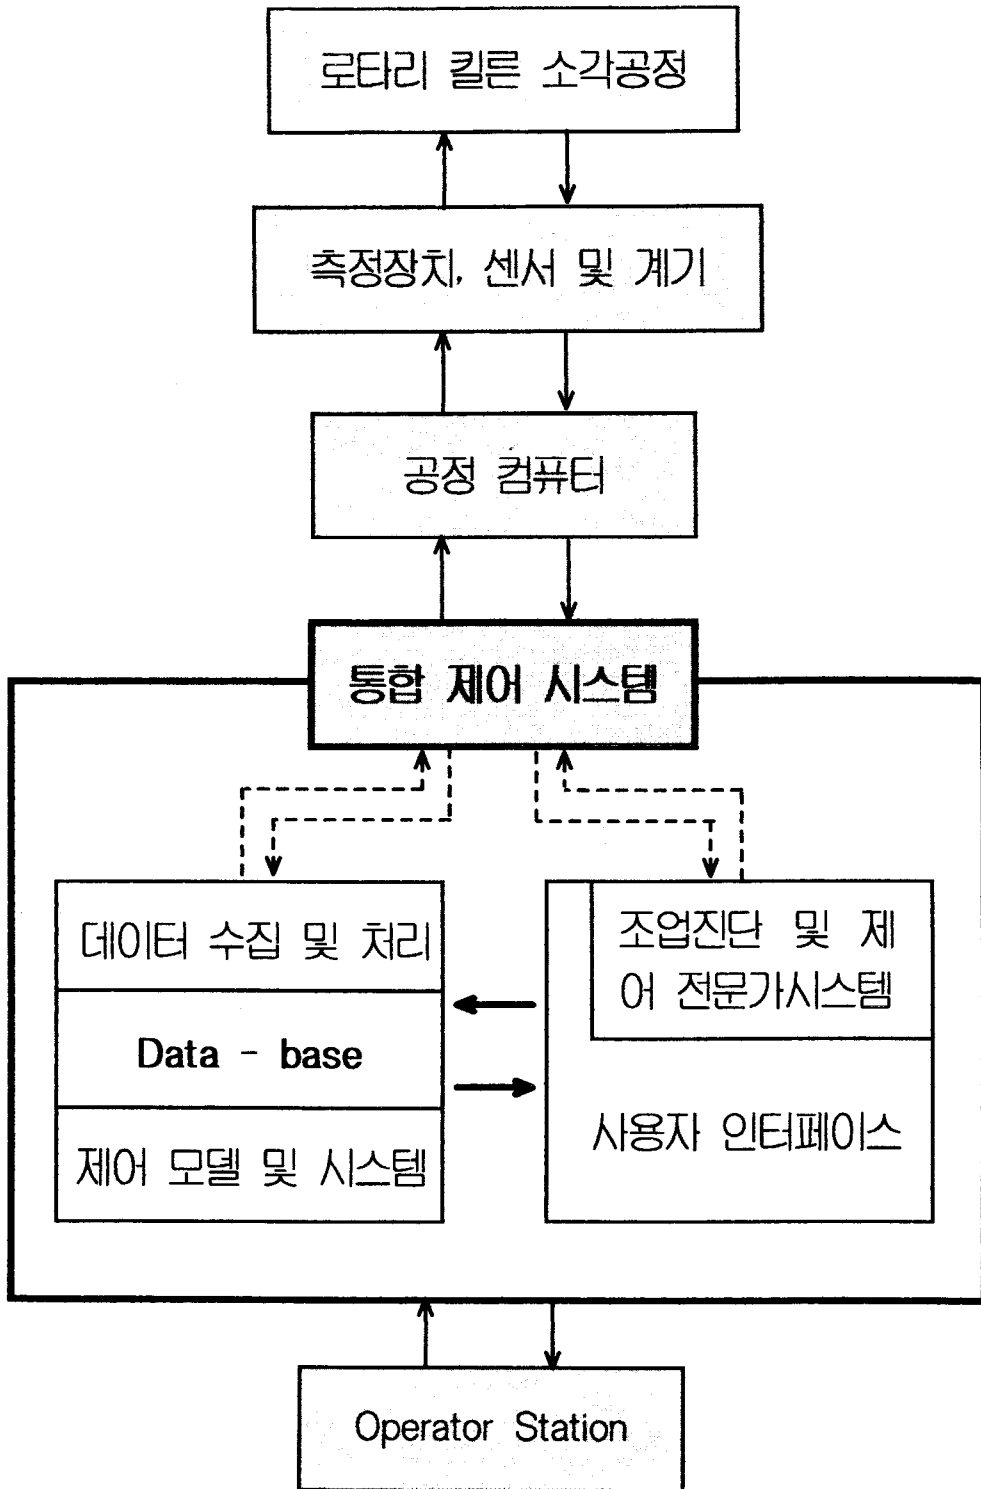 로타리 킬른 소각공정
측정장치, 센서 및 계기
공정 컴퓨터
통합 제어 시스템
데이터 수집 및 처리
Data - base
제어 모델 및 시스템
조업진단 및 제
어 전문가시스템
사용자 인터페이스
Operator Station